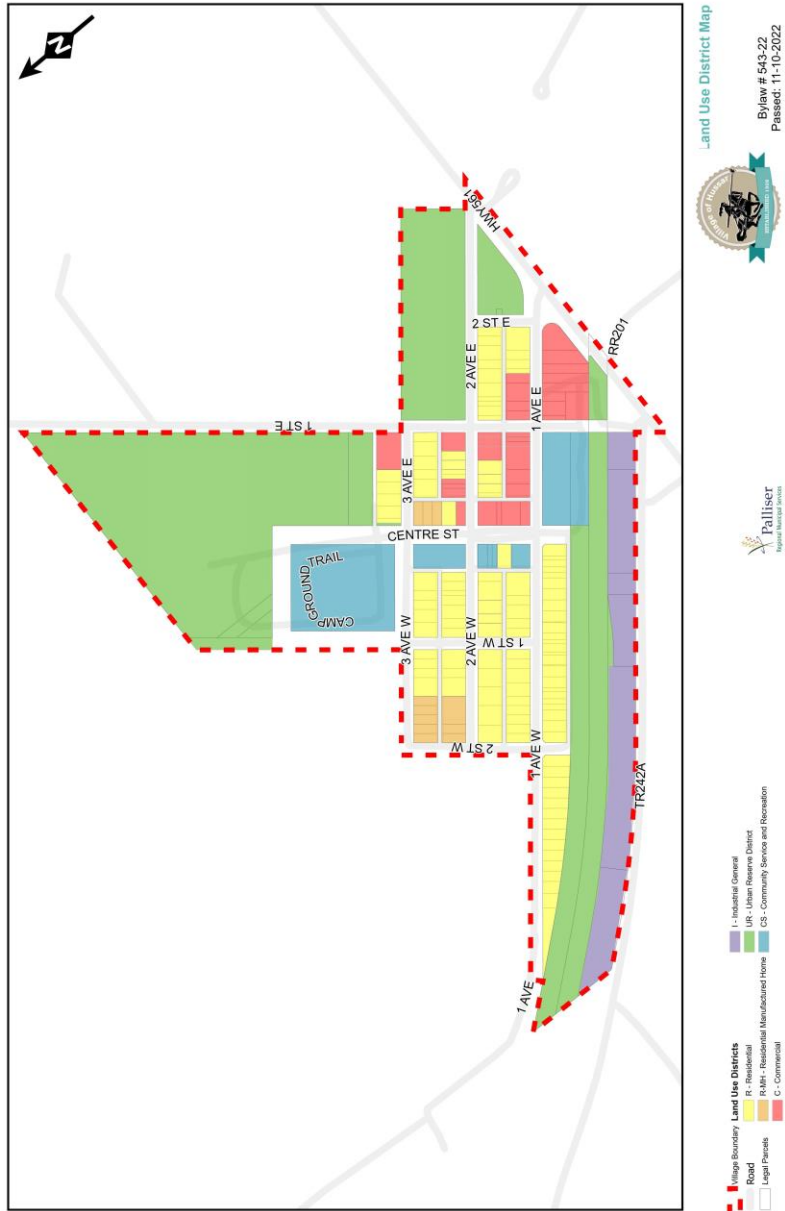 N
HWY561
2 ST E
RR201
2 AVE E
1 AVE E
1 ST E
3 AVE E
CENTRE ST
CAMP
GROUND
TRAIL
3 AVE W
2 AVE W
1 ST W
2 ST W
1 AVE W
TR242A
1 AVE
Village Boundary
Road
Legal Parcels
Land Use Districts
R - Residential
R-MH - Residential Manufactured Home
C - Commercial
I - Industrial General
UR - Urban Reserve District
CS - Community Service and Recreation
Palliser
Regional Municipal Services
Village of Hussar
Land Use District Map
Bylaw # 543-22
Passed: 11-10-2022